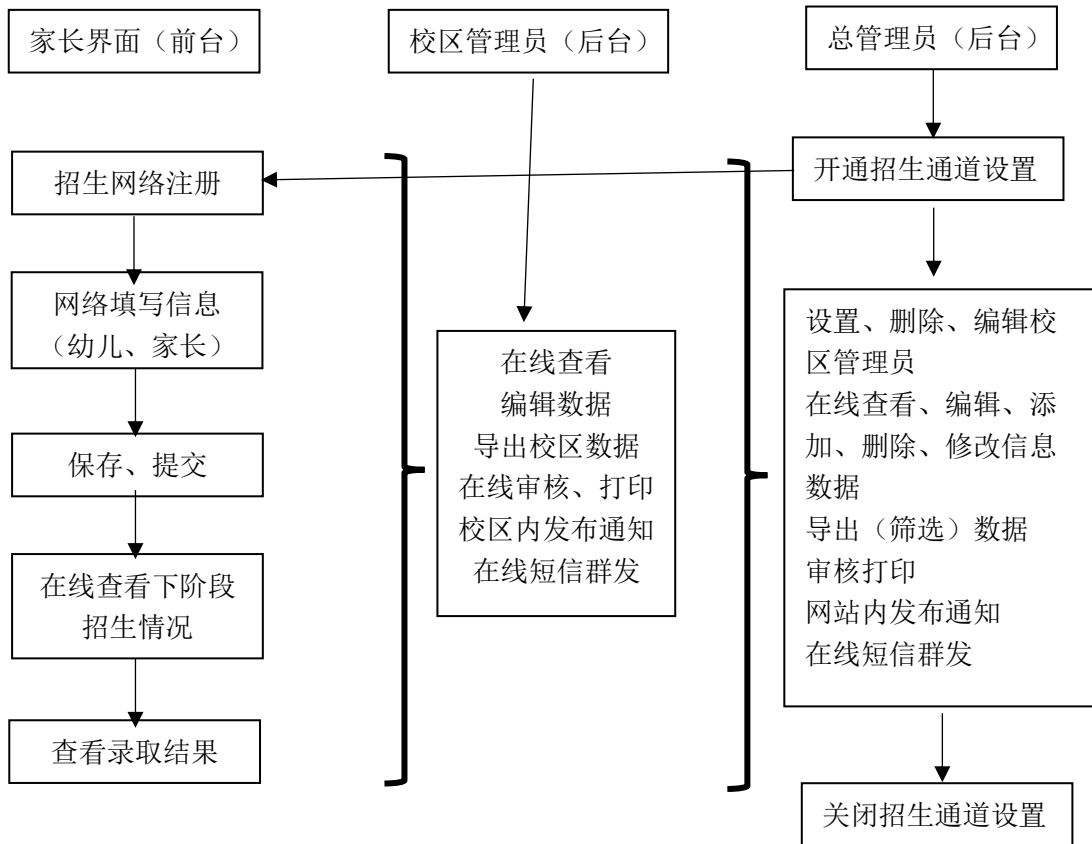 家长界面（前台）
校区管理员（后台）
总管理员（后台）
招生网络注册
开通招生通道设置
网络填写信息
（幼儿、家长）
保存、提交
在线查看下阶段
招生情况
查看录取结果
在线查看
编辑数据
导出校区数据
在线审核、打印
校区内发布通知
在线短信群发
设置、删除、编辑校
区管理员
在线查看、编辑、添
加、删除、修改信息
数据
导出（筛选）数据
审核打印
网站内发布通知
在线短信群发
关闭招生通道设置